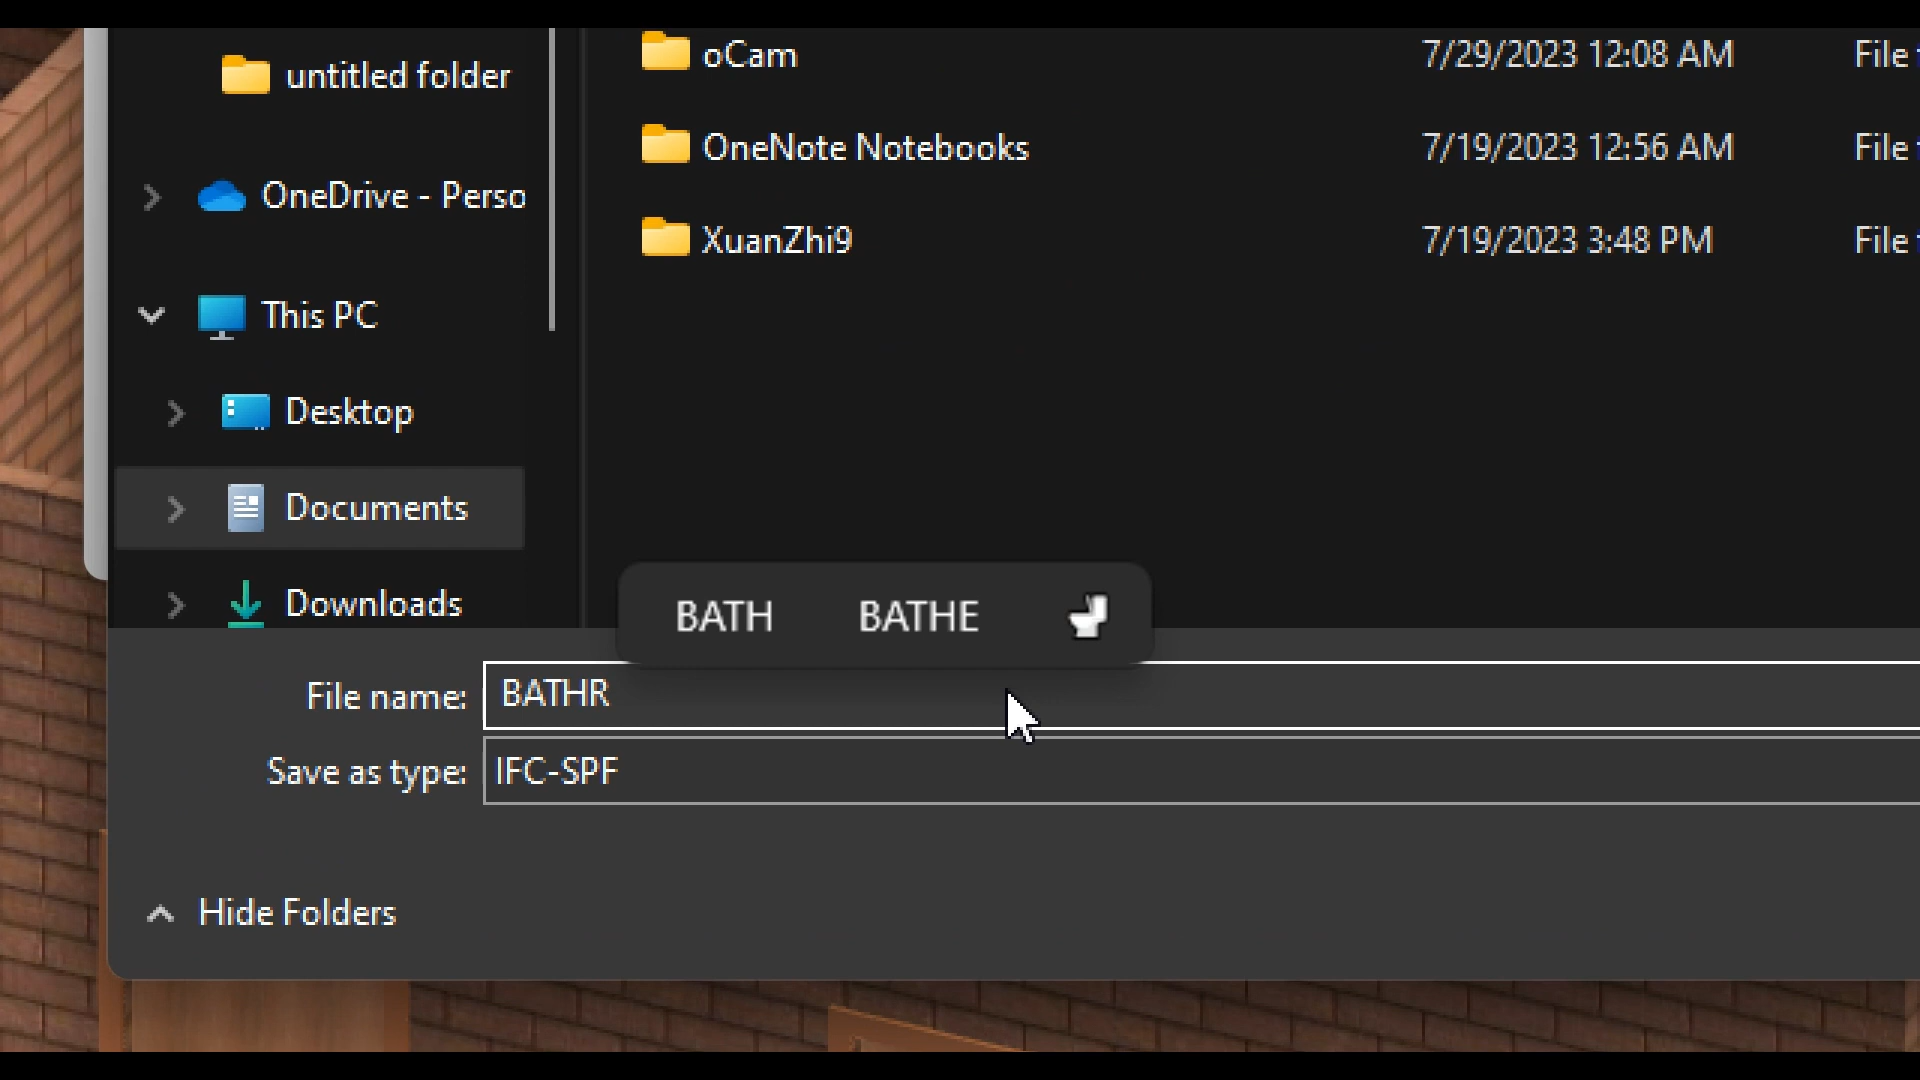 untitled folder
OneDrive - Perso
This PC
Desktop
Documents
Downloads
oCam 7/29/2023 12:08 AM File
OneNote Notebooks 7/19/2023 12:56 AM File
XuanZhi9 7/19/2023 3:48 PM File
BATH BATHE
File name: BATHR
Save as type: IFC-SPF
Hide Folders